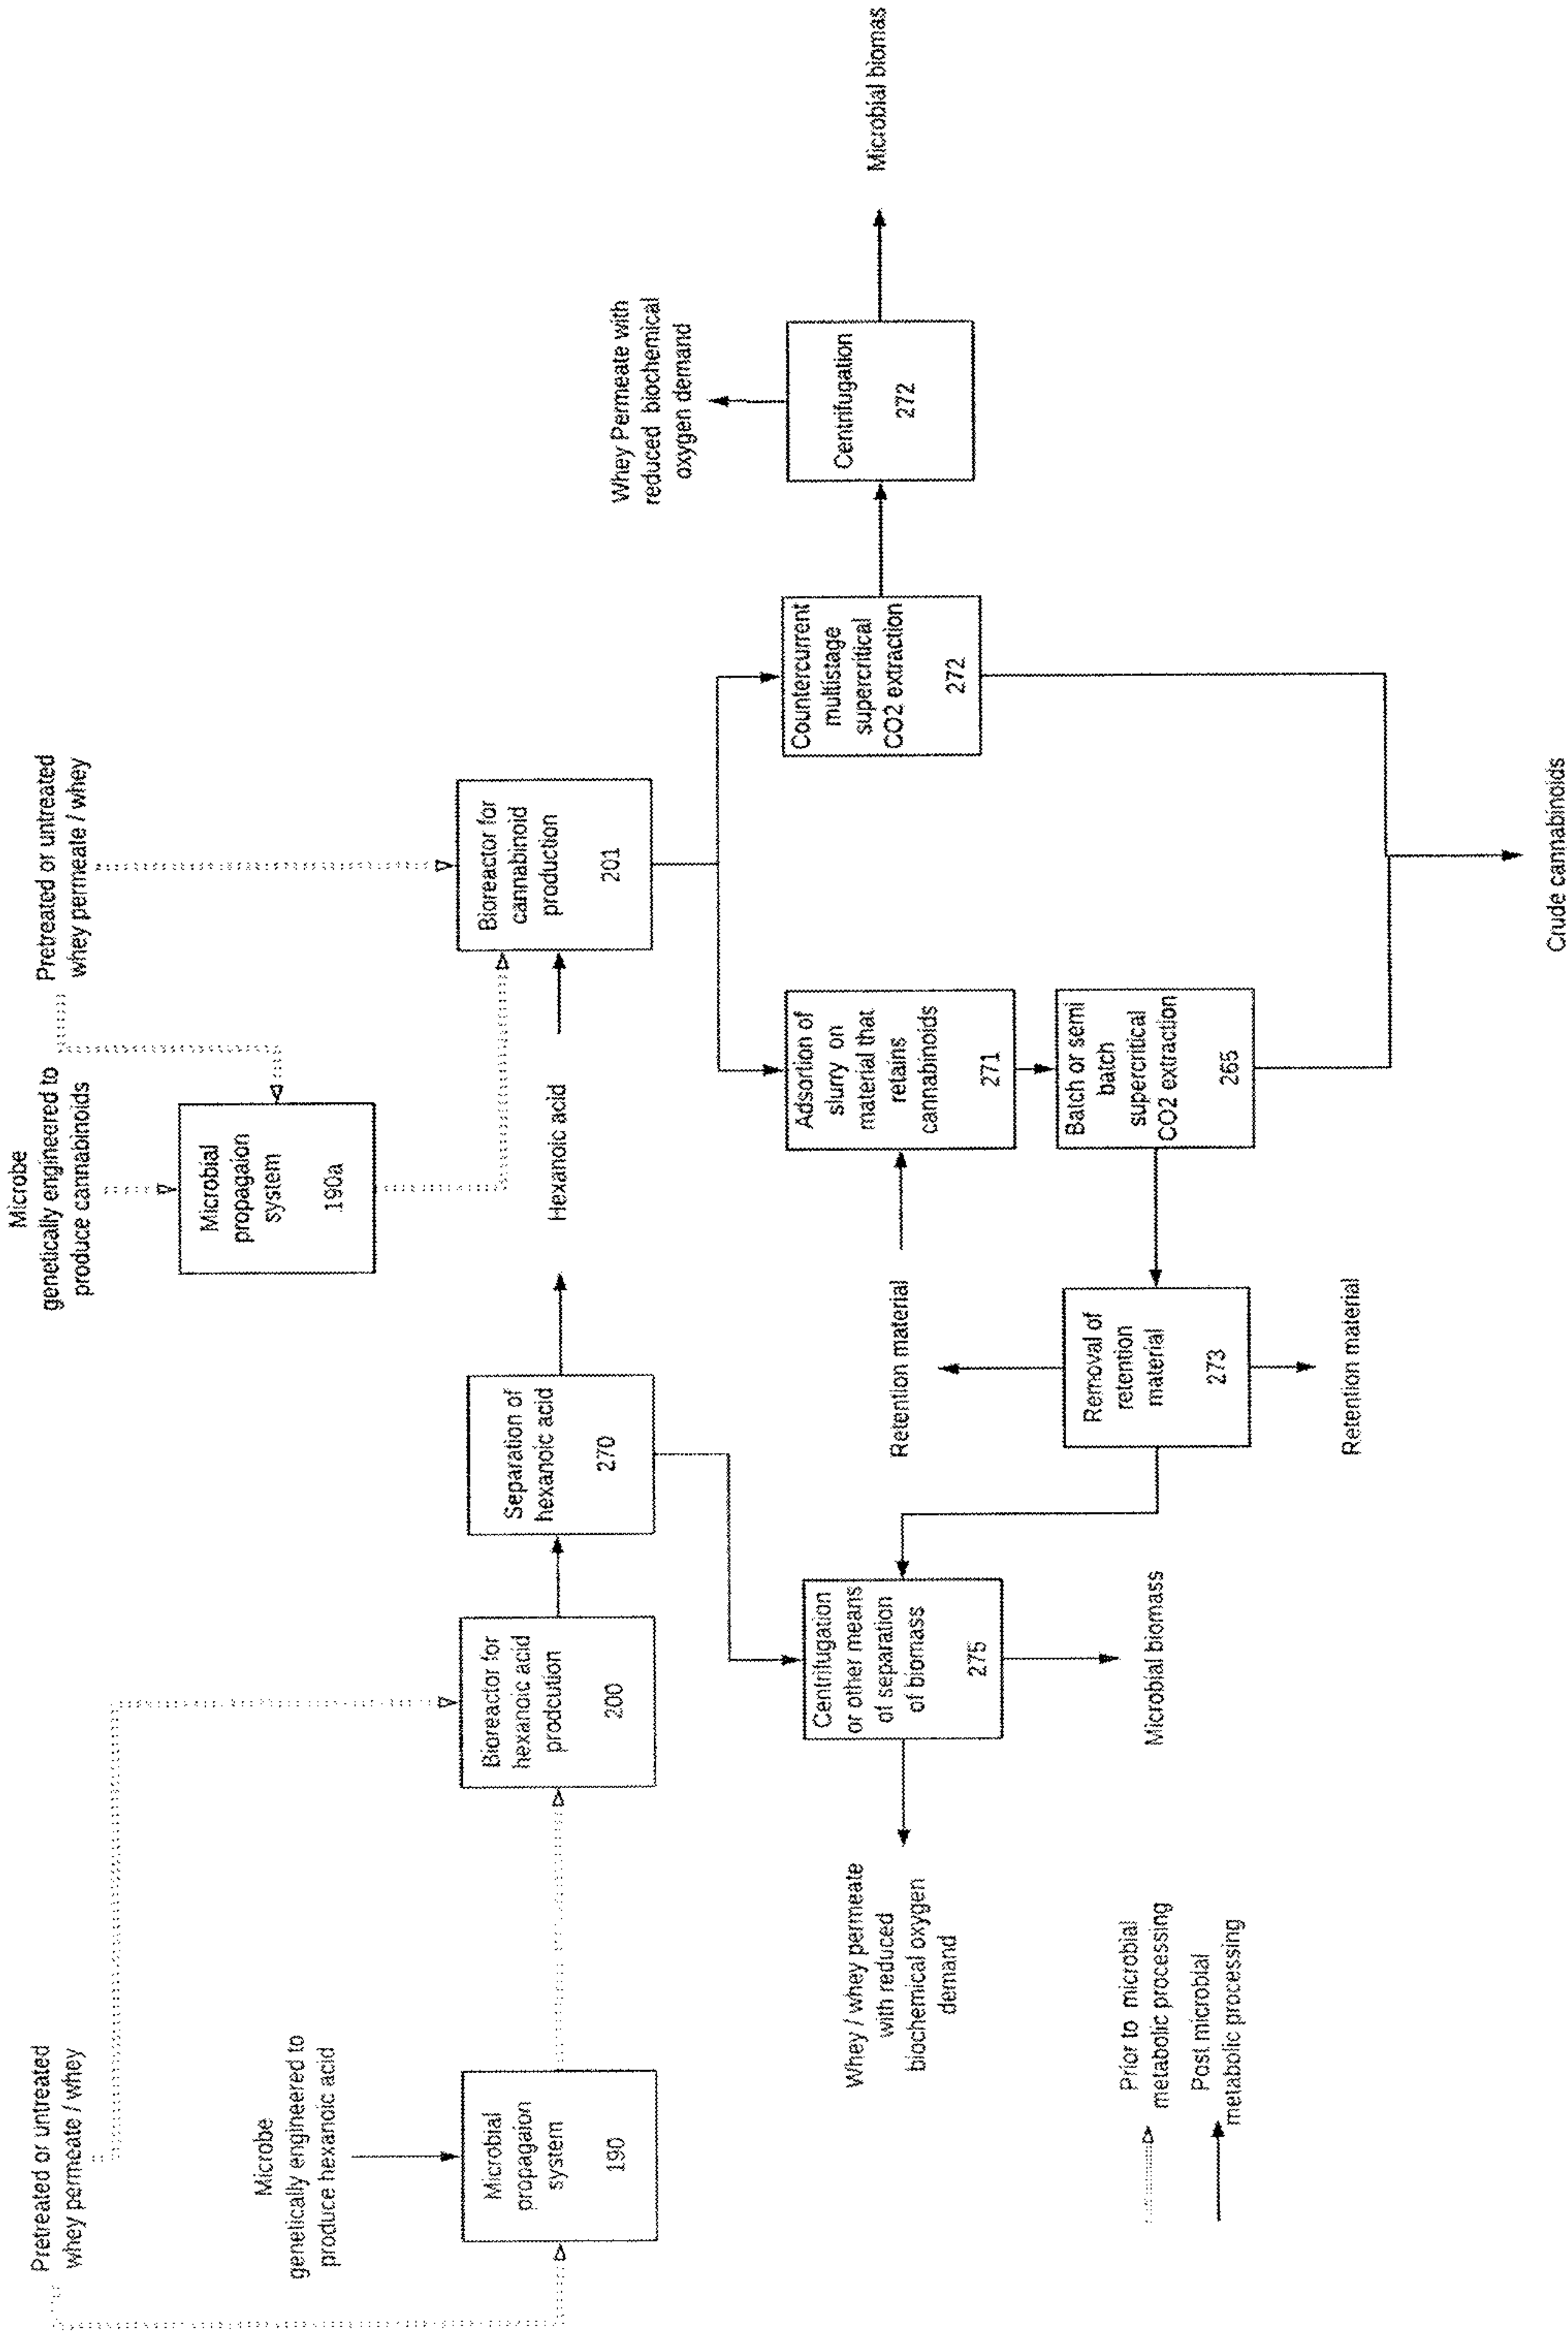 Pretreated or untreated
whey permeate / whey
Microbe
genetically engineered to
produce hexanoic acid
Microbial
propagaion
system
190
Bioreactor for
hexanoic acid
prodcution
200
Separation of
hexanoic acid
270
Hexanoic acid
Microbe
genetically engineered to
produce cannabinoids
Pretreated or untreated
whey permeate / whey
Microbial
propagaion
system
190a
Bioreactor for
cannabinoid
production
201
Whey / whey permeate
with reduced
biochemical oxygen
demand
Centrifugation
or other means
of separation
of biomass
275
Microbial biomass
Retention material
Adsortion of
slurry on
material that
retains
cannabinoids
271
Countercurrent
multistage
supercritical
CO2 extraction
272
Whey Permeate with
reduced biochemical
oxygen demand
Centrifugation
272
Microbial biomas
Removal of
retention
material
273
Retention material
Batch or semi
batch
supercritical
CO2 extraction
265
Crude cannabinoids
Prior to microbial
metabolic processing
Post microbial
metabolic processing